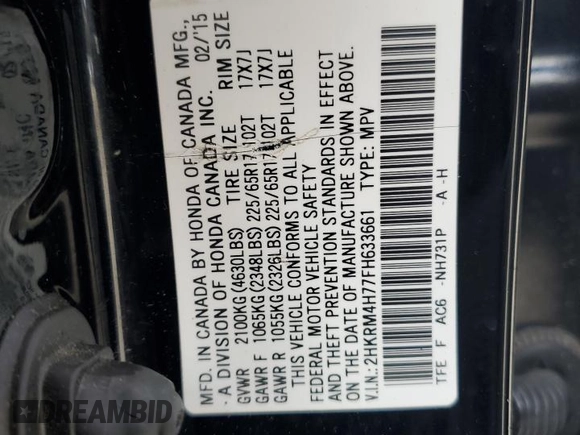 MFD. IN CANADA BY HONDA OF CANADA MFG.,
- A DIVISION OF HONDA CANADA INC. 02/'15
GVWR 2100KG (4630LBS) TIRE SIZE RIM SIZE
GAWR F 1065KG (2348LBS) 225/65R17 102T 17X7J
GAWR R 1055KG (2326LBS) 225/65R17 102T 17X7J
THIS VEHICLE CONFORMS TO ALL APPLICABLE
FEDERAL MOTOR VEHICLE SAFETY
AND THEFT PREVENTION STANDARDS IN EFFECT
ON THE DATE OF MANUFACTURE SHOWN ABOVE.
V.I.N.: 2HKRM4H77FH633661 TYPE: MPV
TFE F AC6 -NH731P -A -H
DREAMBID